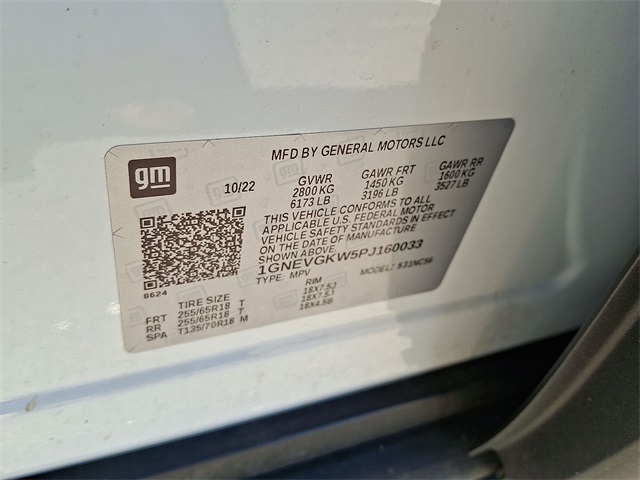 MFD BY GENERAL MOTORS LLC
gm
10/22
GVWR GAWR FRT GAWR RR
2800 KG 1450 KG 1600 KG
6173 LB 3196 LB 3527 LB
THIS VEHICLE CONFORMS TO ALL
APPLICABLE U.S. FEDERAL MOTOR
VEHICLE SAFETY STANDARDS IN EFFECT
ON THE DATE OF MANUFACTURE
SHOWN ABOVE.
1GNEVGKW5PJ160033
TYPE: MPV MODEL: 531NC56
B624
TIRE SIZE RIM
FRT 255/65R18 T 18X7.5J
RR 255/65R18 T 18X7.5J
SPA T135/70R18 M 18X4.5B